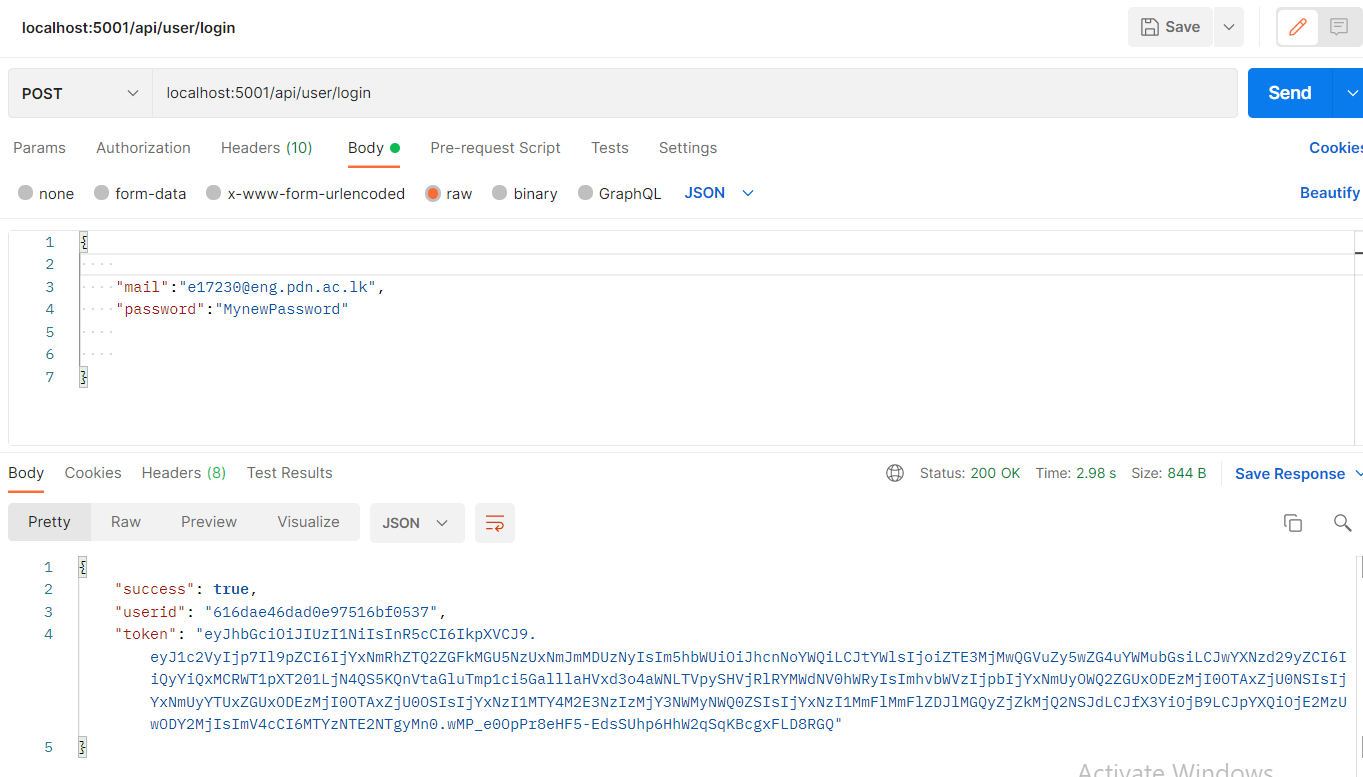 localhost:5001/api/user/login
Save
POST
localhost:5001/api/user/login
Send
Params Authorization Headers (10) Body Pre-request Script Tests Settings Cookies
none form-data x-www-form-urlencoded raw binary GraphQL JSON Beautify
1 {
2
3 "mail":"e17230@eng.pdn.ac.lk",
4 "password":"MynewPassword"
5
6
7 }
Body Cookies Headers (8) Test Results Status: 200 OK Time: 2.98 s Size: 844 B Save Response
Pretty Raw Preview Visualize JSON
1 {
2 "success": true,
3 "userid": "616dae46dad0e97516bf0537",
4 "token": "eyJhbGciOiJIUzI1NiIsInR5cCI6IkpXVCJ9.
eyJ1c2VyIjp7Il9pZCI6IjYxNmRhZTQ2ZGFkMGU5NzUxNmJmMDUzNyIsIm5hbWUiOiJhcnNoYWQiLCJtYWlsIjoiZTE3MjMwQGVuZy5wZG4uYWMubGsiLCJwYXNzd29yZCI6I
iQyYiQxMCRWT1pXT201LjN4QS5KQnVtaGluTmp1ci5GalllaHVxd3o4aWNLTVpySHVjRlRYMWdNV0hWRyIsImhvbWVzIjpbIjYxNmUyOWQ2ZGUxODEzMjI0OTAxZjU0NSIsIj
YxNmUyYTUxZGUxODEzMjI0OTAxZjU0OSIsIjYxNzI1MTY4M2E3NzIzMjY3NWMyNWQ0ZSIsIjYxNzI1MmFlMmFlZDJlMGQyZjZkMjQ2NSJdLCJfX3YiOjB9LCJpYXQiOjE2MzU
wODY2MjIsImV4cCI6MTYzNTE2NTgyMn0.wMP_e0OpPr8eHF5-EdsSUhp6HhW2qSqKBcgxFLD8RGQ"
5 }
Activate Windows